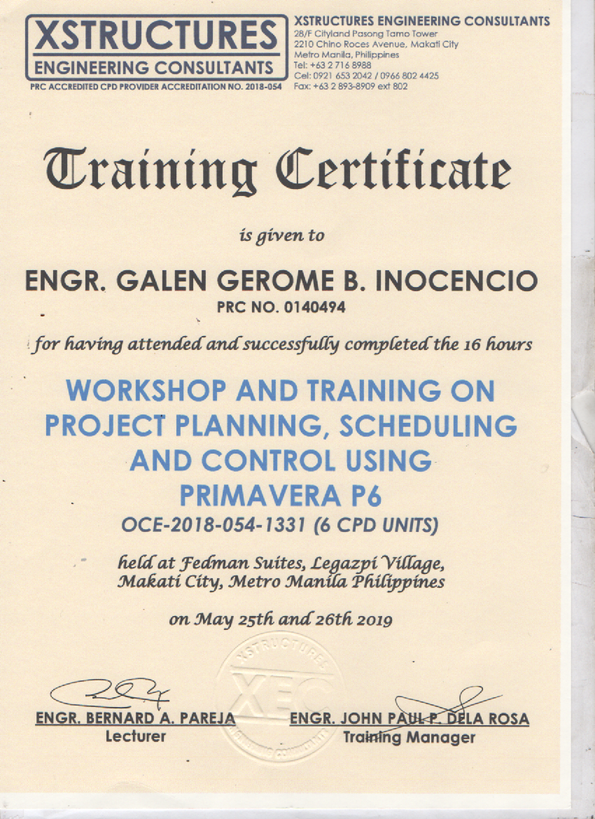 XSTRUCTURES
ENGINEERING CONSULTANTS
PRC ACCREDITED CPD PROVIDER ACCREDITATION NO. 2018-054
XSTRUCTURES ENGINEERING CONSULTANTS
28/F Cityland Pasong Tamo Tower
2210 Chino Roces Avenue, Makati City
Metro Manila, Philippines
Tel: +63 2 716 8988
Cel: 0921 653 2042 / 0966 802 4425
Fax: +63 2 893-8909 ext 802
Training Certificate
is given to
ENGR. GALEN GEROME B. INOCENCIO
PRC NO. 0140494
for having attended and successfully completed the 16 hours
WORKSHOP AND TRAINING ON
PROJECT PLANNING, SCHEDULING
AND CONTROL USING
PRIMAVERA P6
OCE-2018-054-1331 (6 CPD UNITS)
held at Fedman Suites, Legazpi Village,
Makati City, Metro Manila Philippines
on May 25th and 26th 2019
XSTRUCTURES
XEC
ENGR. BERNARD A. PAREJA
Lecturer
ENGR. JOHN PAUL P. DELA ROSA
Training Manager